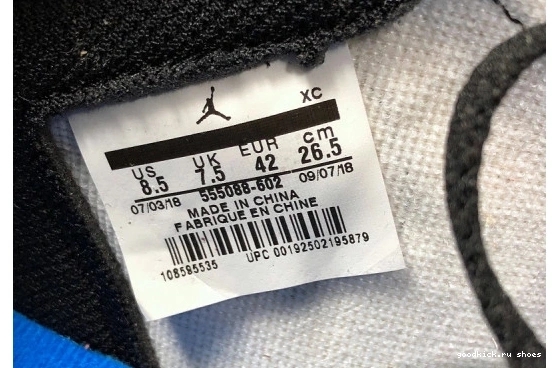 XC
US UK EUR cm
8.5 7.5 42 26.5
07/03/18 555088-602 09/07/18
MADE IN CHINA
FABRIQUE EN CHINE
108595535 UPC 00192502195879
goodkick.ru shoes